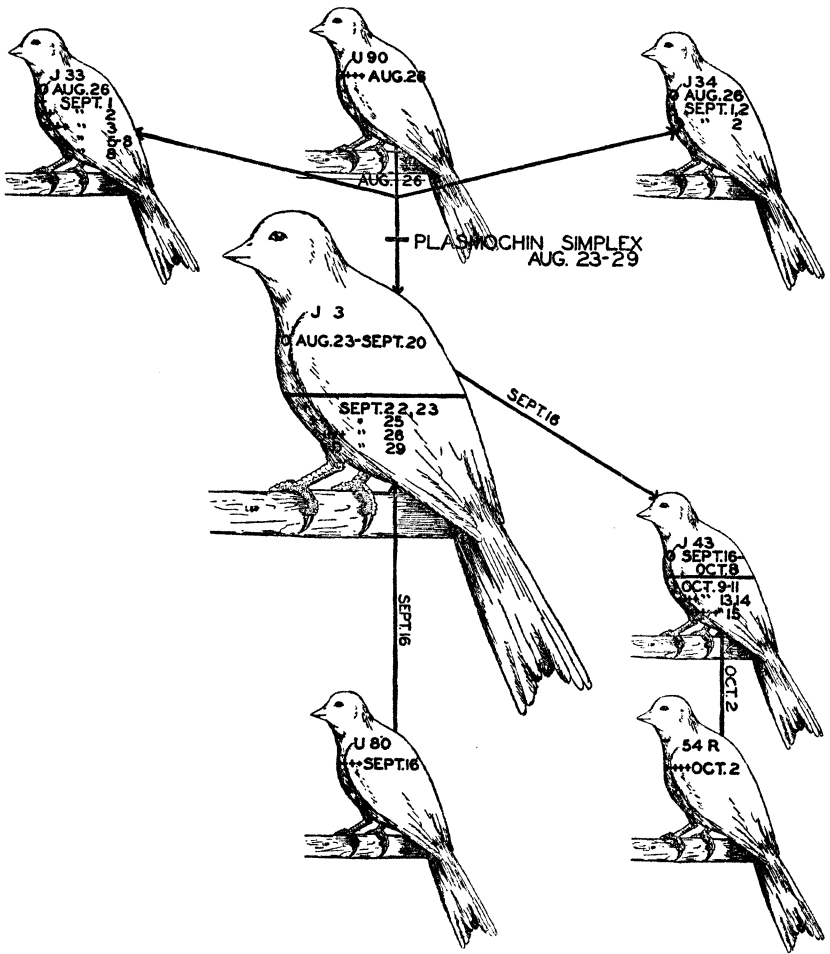 J 33
O AUG.26
SEPT. 1
" 2
" 3
" 5-8
" 8
U 90
++++ AUG.26
J 34
O AUG.26
SEPT.1,2
" 2
AUG. 26
PLASMOCHIN SIMPLEX
AUG. 23-29
J 3
O AUG.23-SEPT.20
SEPT.22,23
" 25
" 26
" 29
SEPT.16
J 43
O SEPT.16-
OCT.8
OCT.9-11
" 13,14
" 15
SEPT.16
OCT.2
U 80
++++ SEPT.16
54 R
++++ OCT.2